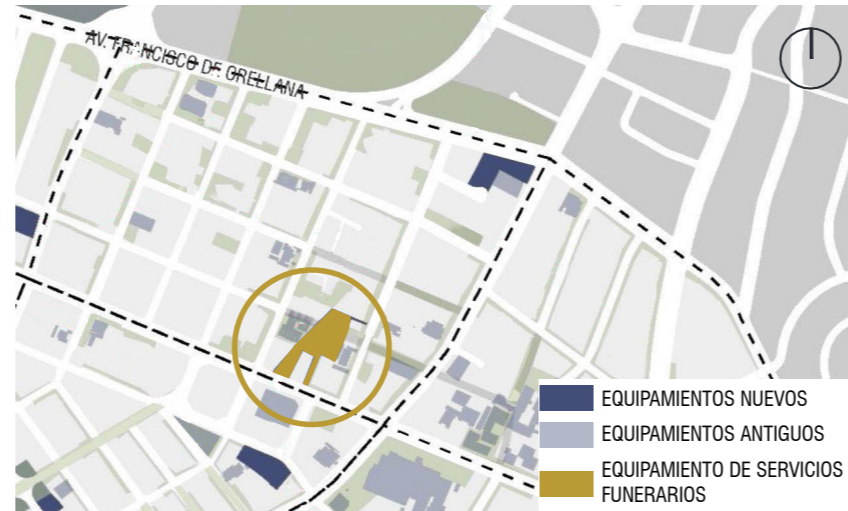 AV. FRANCISCO DE ORELLANA
EQUIPAMIENTOS NUEVOS
EQUIPAMIENTOS ANTIGUOS
EQUIPAMIENTO DE SERVICIOS
FUNERARIOS